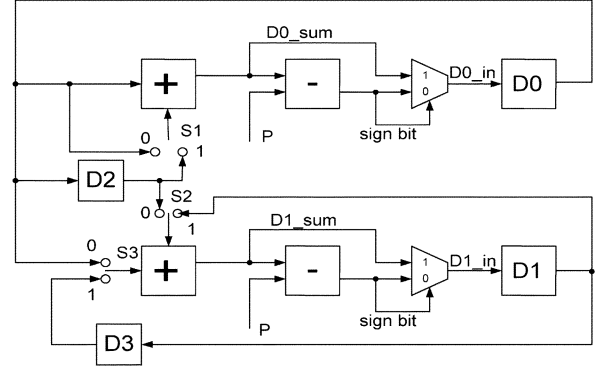 D0_sum
+
-
1
0
D0_in
D0
P
sign bit
0
S1
1
D2
S2
0
1
D1_sum
0
S3
1
+
-
1
0
D1_in
D1
P
sign bit
D3